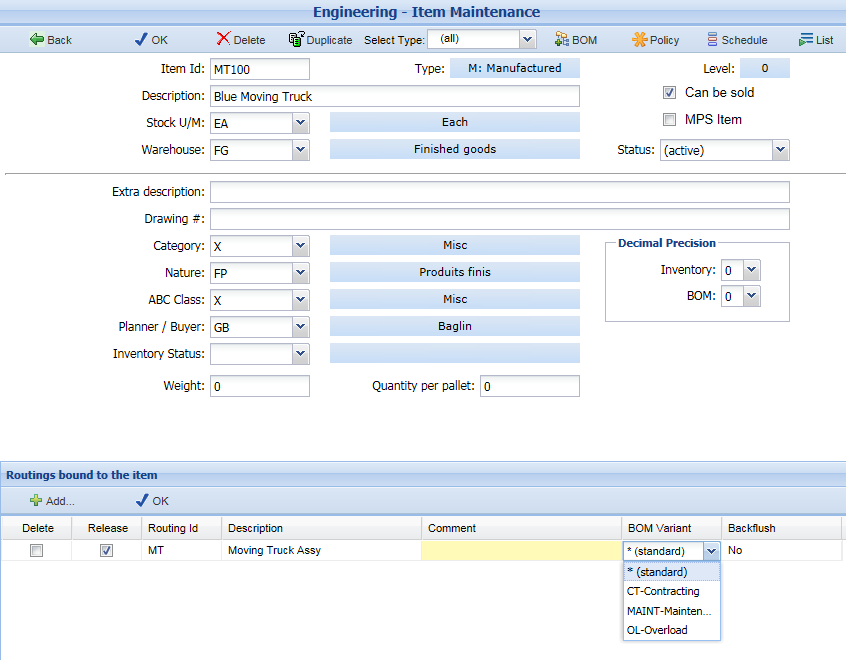 Engineering - Item Maintenance
Back OK Delete Duplicate Select Type: (all) BOM Policy Schedule List
Item Id: MT100 Type: M: Manufactured Level: 0
Description: Blue Moving Truck Can be sold
Stock U/M: EA Each MPS Item
Warehouse: FG Finished goods Status: (active)
Extra description:
Drawing #:
Category: X Misc Decimal Precision
Nature: FP Produits finis Inventory: 0
ABC Class: X Misc BOM: 0
Planner / Buyer: GB Baglin
Inventory Status:
Weight: 0 Quantity per pallet: 0
Routings bound to the item
Add... OK
Delete Release Routing Id Description Comment BOM Variant Backflush
MT Moving Truck Assy * (standard) No
* (standard)
CT-Contracting
MAINT-Mainten...
OL-Overload